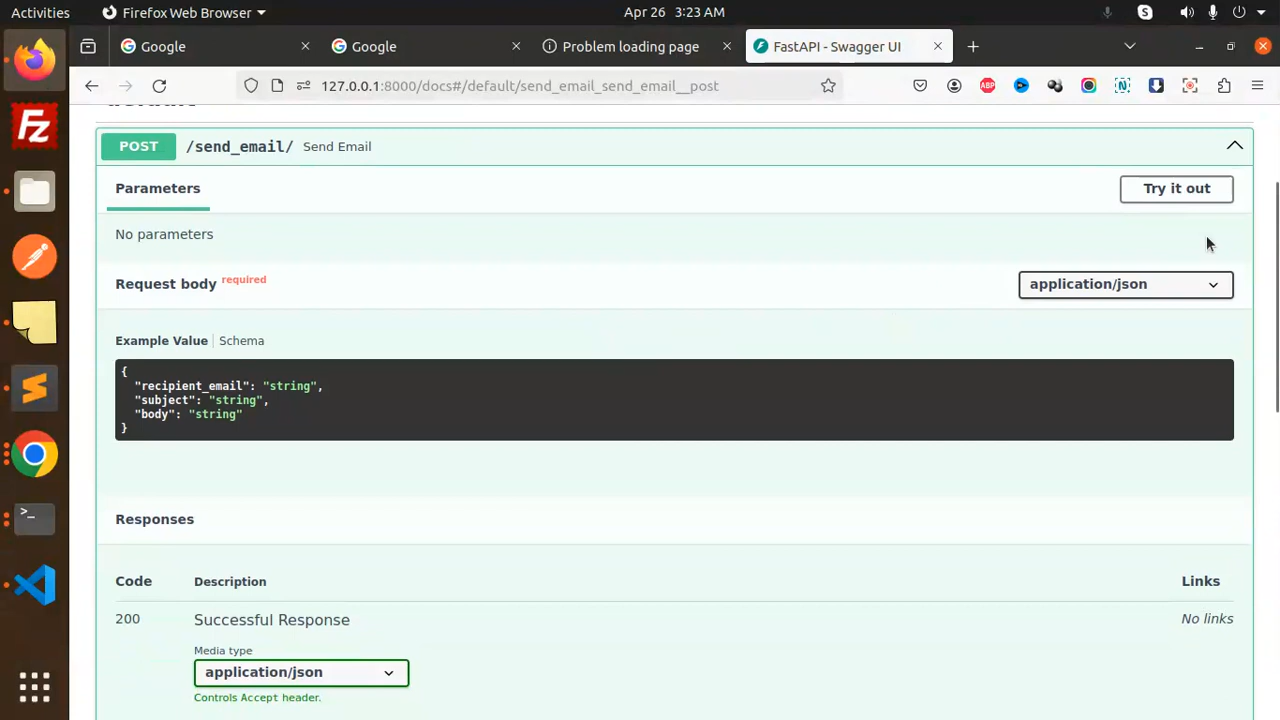 Activities
Firefox Web Browser
Apr 26 3:23 AM
Google
Google
Problem loading page
FastAPI - Swagger UI
127.0.0.1:8000/docs#/default/send_email_send_email__post
ABP
N
Fz
POST /send_email/ Send Email
Parameters
Try it out
No parameters
Request body required
application/json
Example Value Schema
{
"recipient_email": "string",
"subject": "string",
"body": "string"
}
Responses
Code Description Links
200 Successful Response No links
Media type
application/json
Controls Accept header.